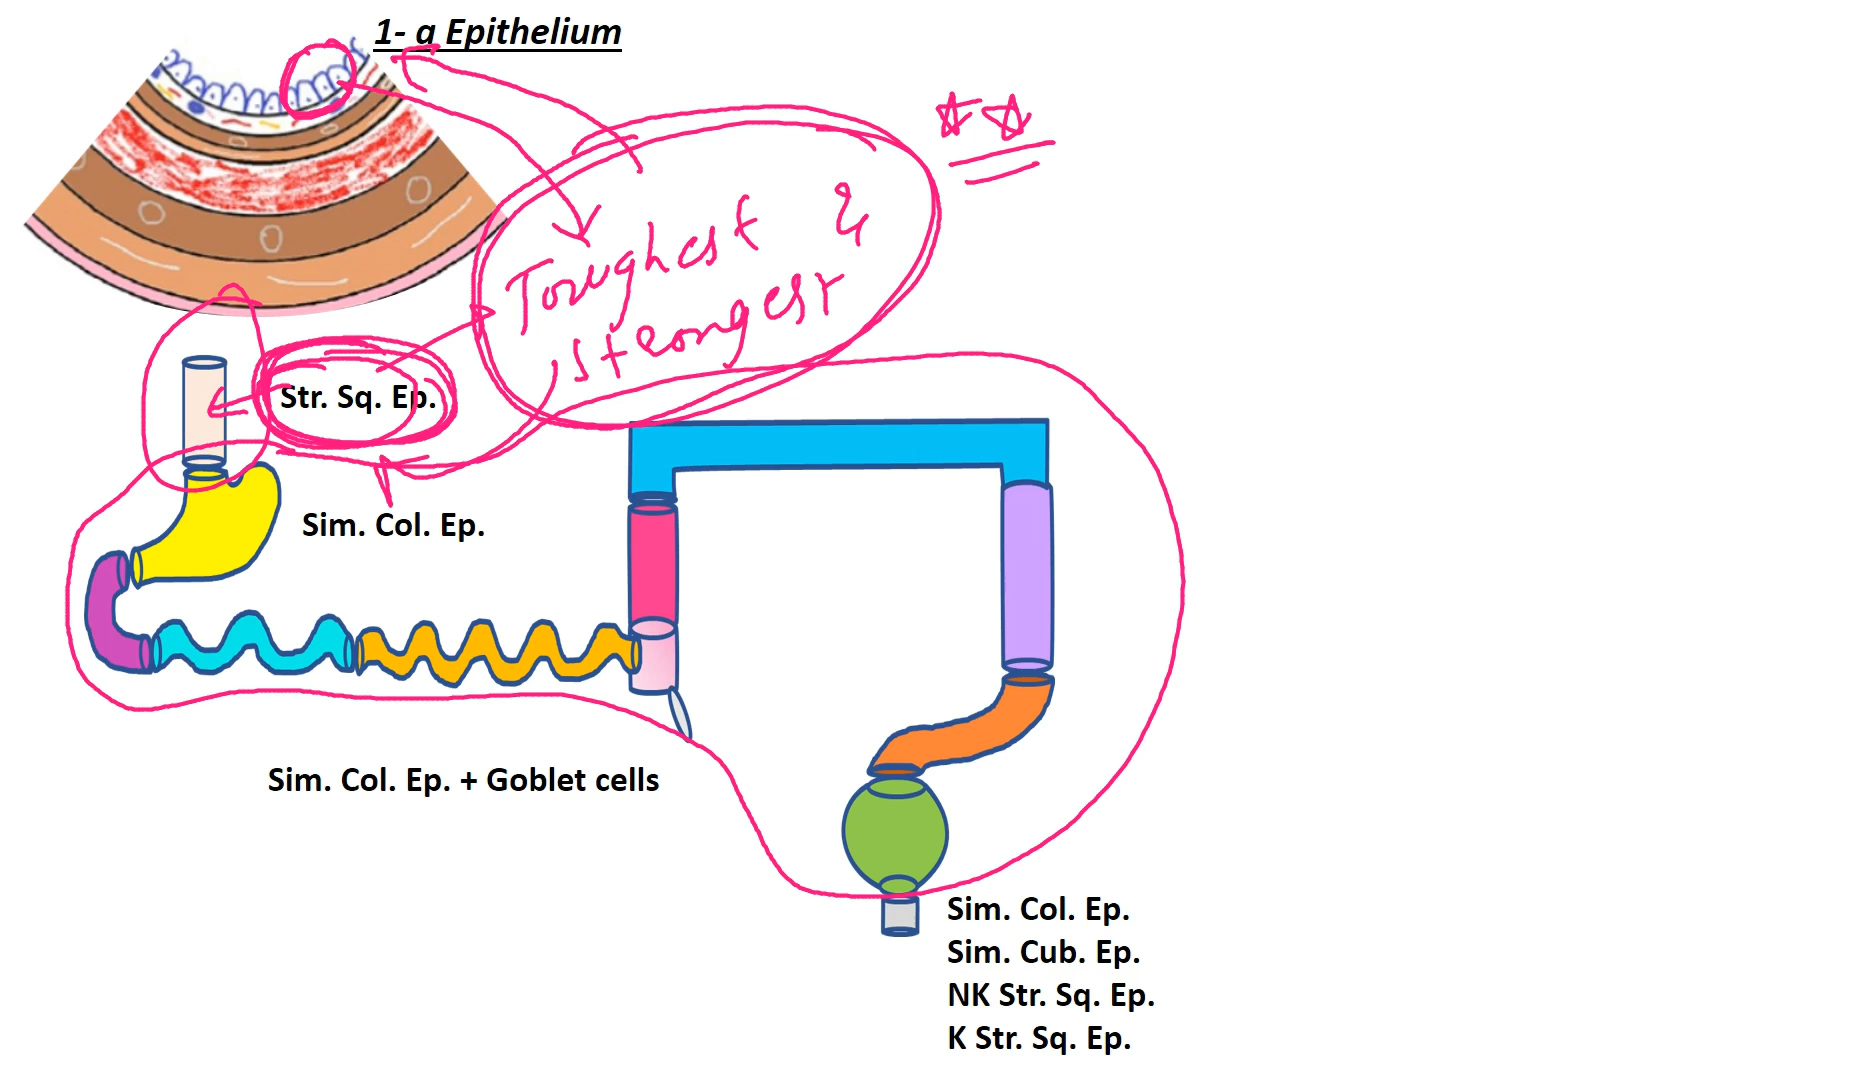 1- a Epithelium
Toughest &
strongest
Str. Sq. Ep.
Sim. Col. Ep.
Sim. Col. Ep. + Goblet cells
Sim. Col. Ep.
Sim. Cub. Ep.
NK Str. Sq. Ep.
K Str. Sq. Ep.